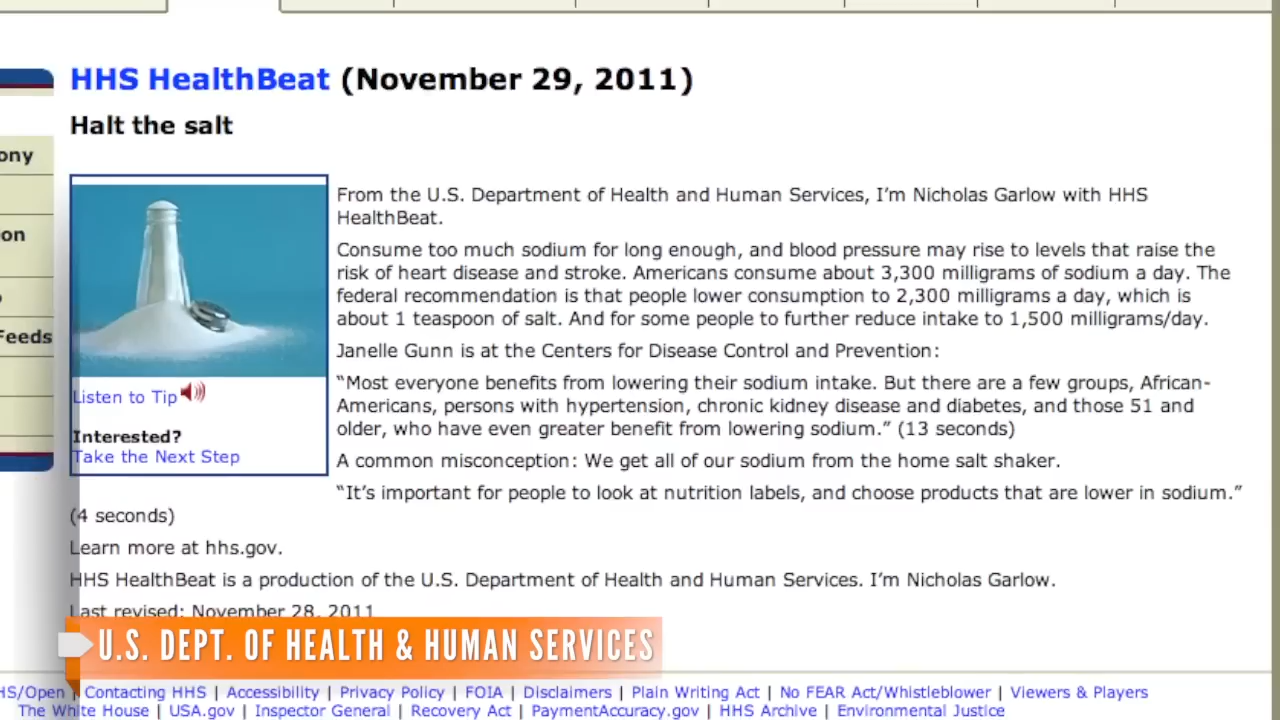 HHS HealthBeat (November 29, 2011)
Halt the salt
ony
on
Feeds
From the U.S. Department of Health and Human Services, I’m Nicholas Garlow with HHS
HealthBeat.
Consume too much sodium for long enough, and blood pressure may rise to levels that raise the
risk of heart disease and stroke. Americans consume about 3,300 milligrams of sodium a day. The
federal recommendation is that people lower consumption to 2,300 milligrams a day, which is
about 1 teaspoon of salt. And for some people to further reduce intake to 1,500 milligrams/day.
Janelle Gunn is at the Centers for Disease Control and Prevention:
“Most everyone benefits from lowering their sodium intake. But there are a few groups, African-
Americans, persons with hypertension, chronic kidney disease and diabetes, and those 51 and
older, who have even greater benefit from lowering sodium.” (13 seconds)
Listen to Tip
Interested?
Take the Next Step
A common misconception: We get all of our sodium from the home salt shaker.
“It’s important for people to look at nutrition labels, and choose products that are lower in sodium.”
(4 seconds)
Learn more at hhs.gov.
HHS HealthBeat is a production of the U.S. Department of Health and Human Services. I’m Nicholas Garlow.
Last revised: November 28, 2011
U.S. DEPT. OF HEALTH & HUMAN SERVICES
HS/Open | Contacting HHS | Accessibility | Privacy Policy | FOIA | Disclaimers | Plain Writing Act | No FEAR Act/Whistleblower | Viewers & Players
The White House | USA.gov | Inspector General | Recovery Act | PaymentAccuracy.gov | HHS Archive | Environmental Justice